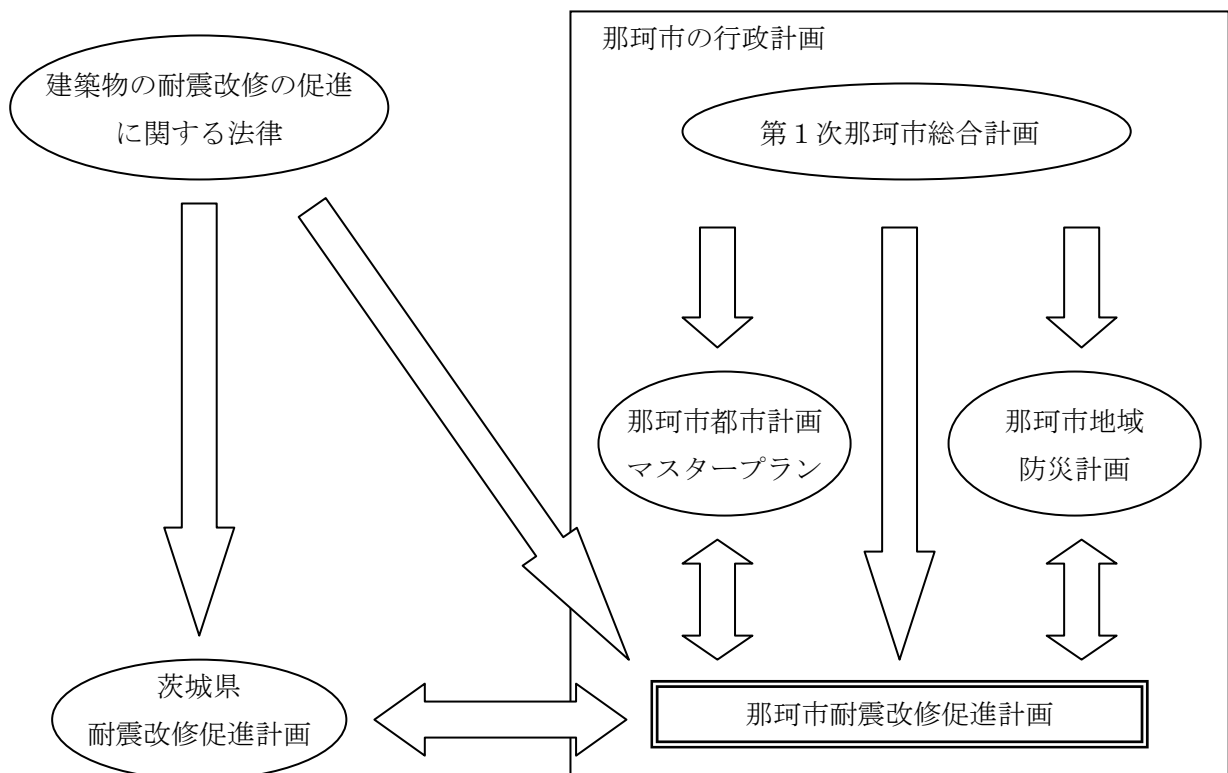 那珂市の行政計画
建築物の耐震改修の促進
に関する法律
第１次那珂市総合計画
那珂市都市計画
マスタープラン
那珂市地域
防災計画
茨城県
耐震改修促進計画
那珂市耐震改修促進計画